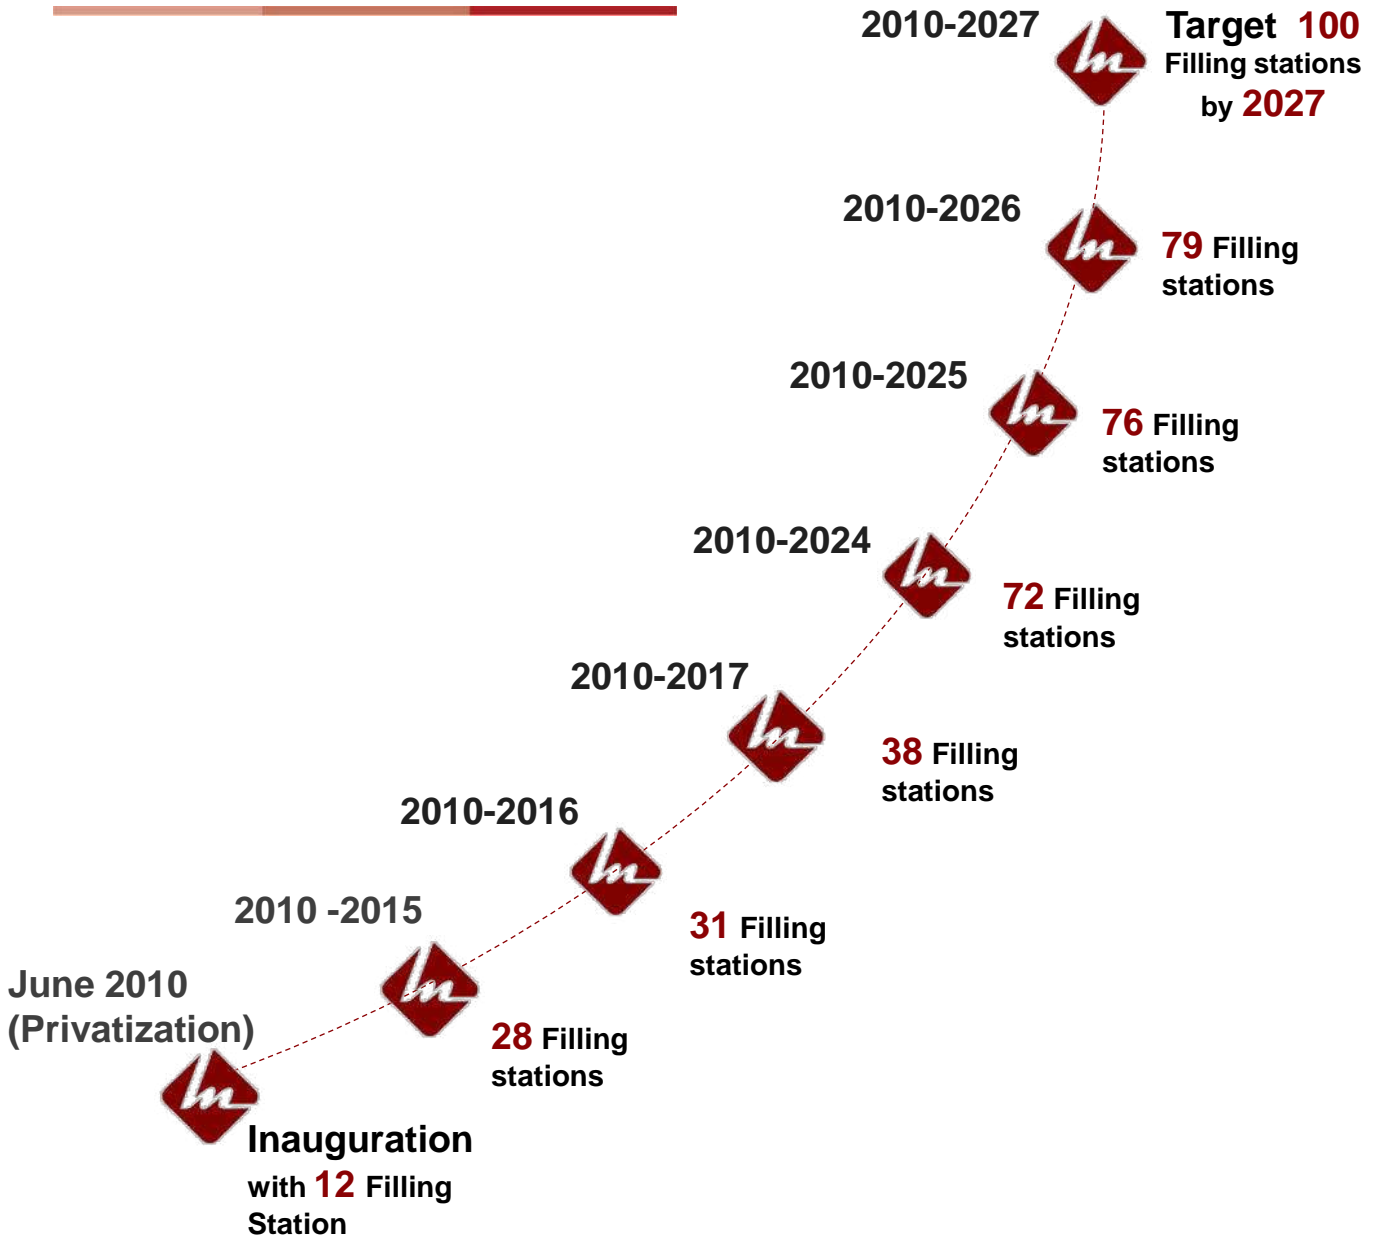 2010-2027
Target 100
Filling stations
by 2027
2010-2026
79 Filling
stations
2010-2025
76 Filling
stations
2010-2024
72 Filling
stations
2010-2017
38 Filling
stations
2010-2016
31 Filling
stations
2010 -2015
28 Filling
stations
June 2010
(Privatization)
Inauguration
with 12 Filling
Station